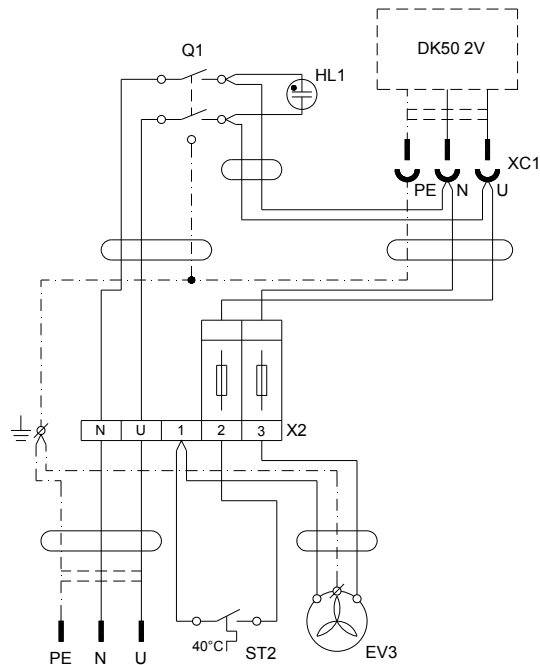 Q1
DK50 2V
HL1
XC1
PE N U
N U 1 2 3 X2
40°C ST2 EV3
PE N U